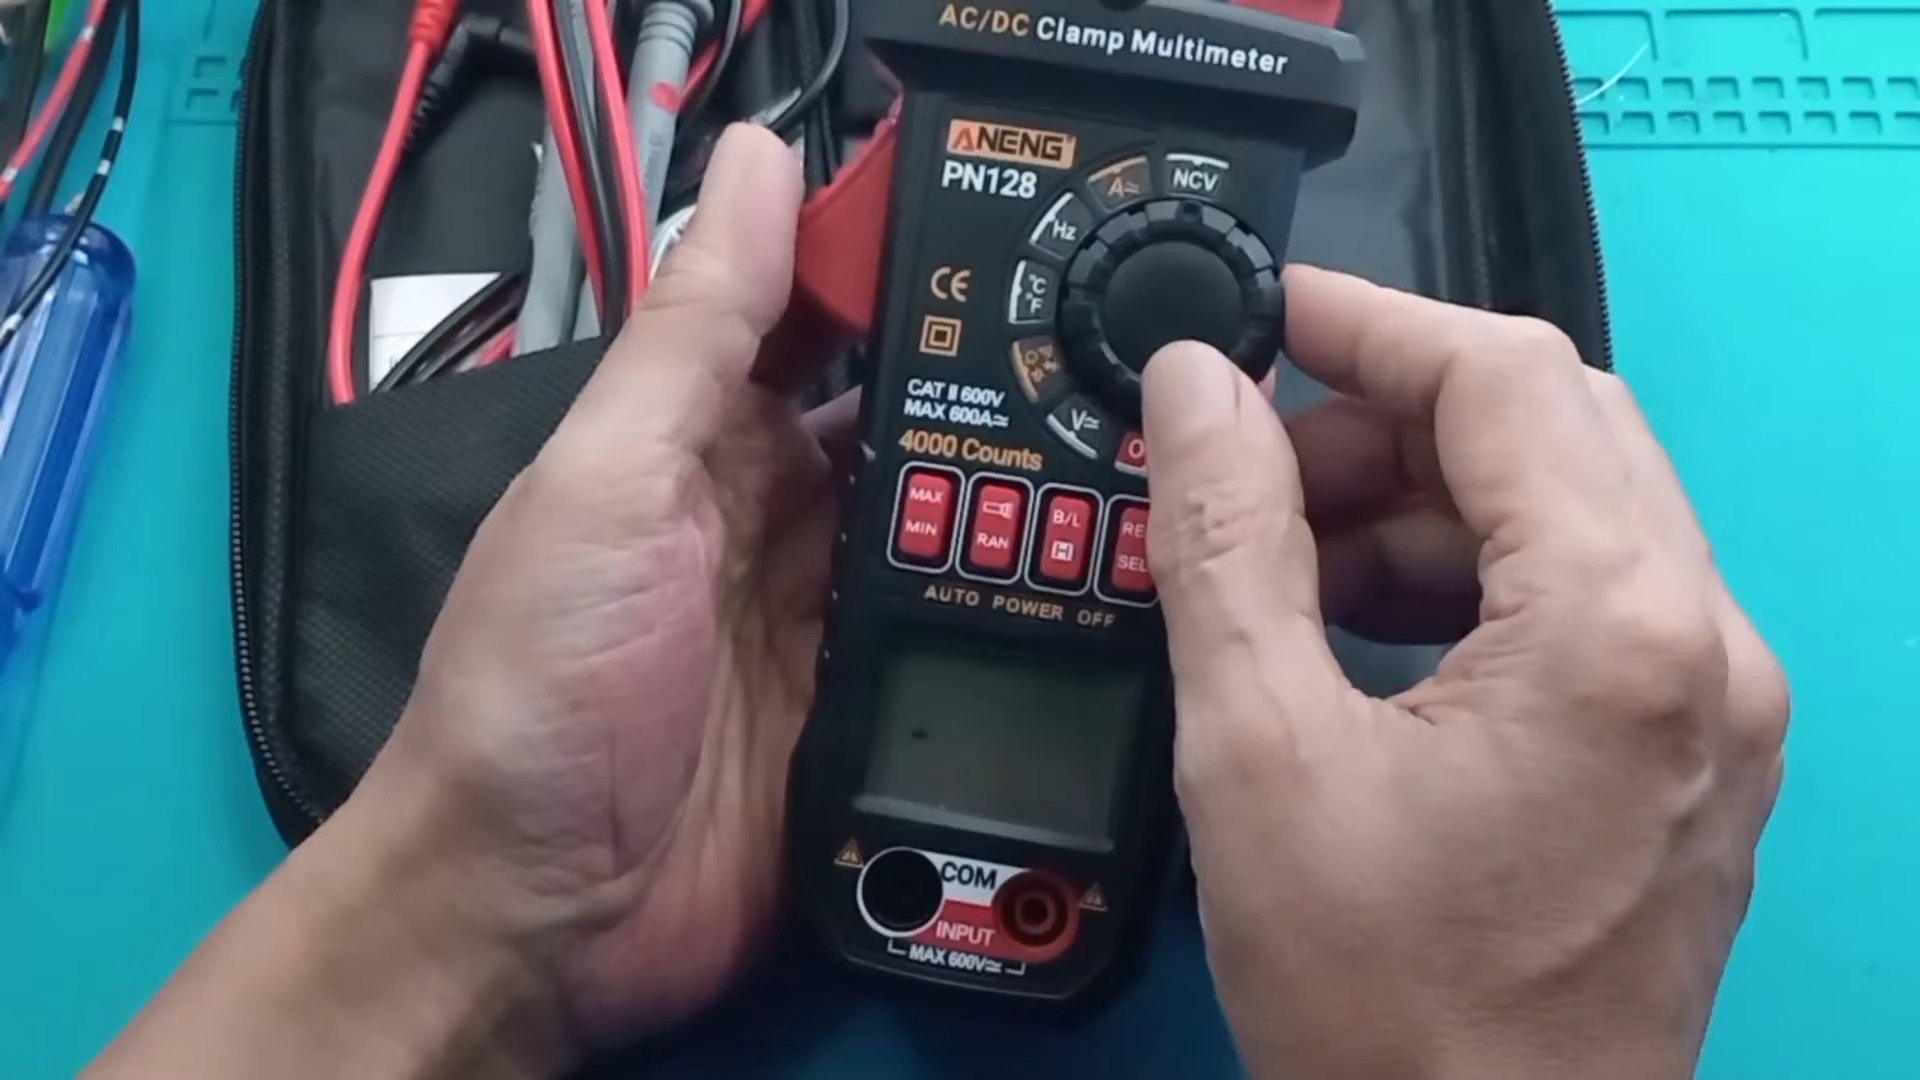 AC/DC Clamp Multimeter
ANENG
PN128
NCV
A≂
Hz
℃
℉
V≂
CE
CAT II 600V
MAX 600A≂
4000 Counts
MAX
MIN
RAN
B/L
H
AUTO POWER OFF
COM
INPUT
MAX 600V≂